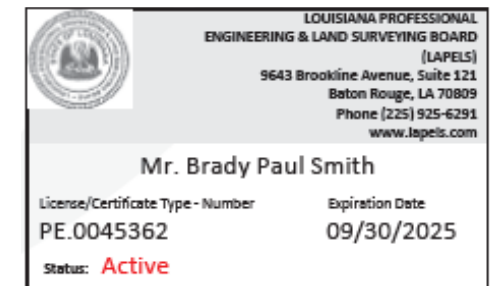 LOUISIANA PROFESSIONAL
ENGINEERING & LAND SURVEYING BOARD
(LAPELS)
9643 Brookline Avenue, Suite 121
Baton Rouge, LA 70809
Phone (225) 925-6291
www.lapels.com
Mr. Brady Paul Smith
License/Certificate Type - Number Expiration Date
PE.0045362 09/30/2025
Status: Active